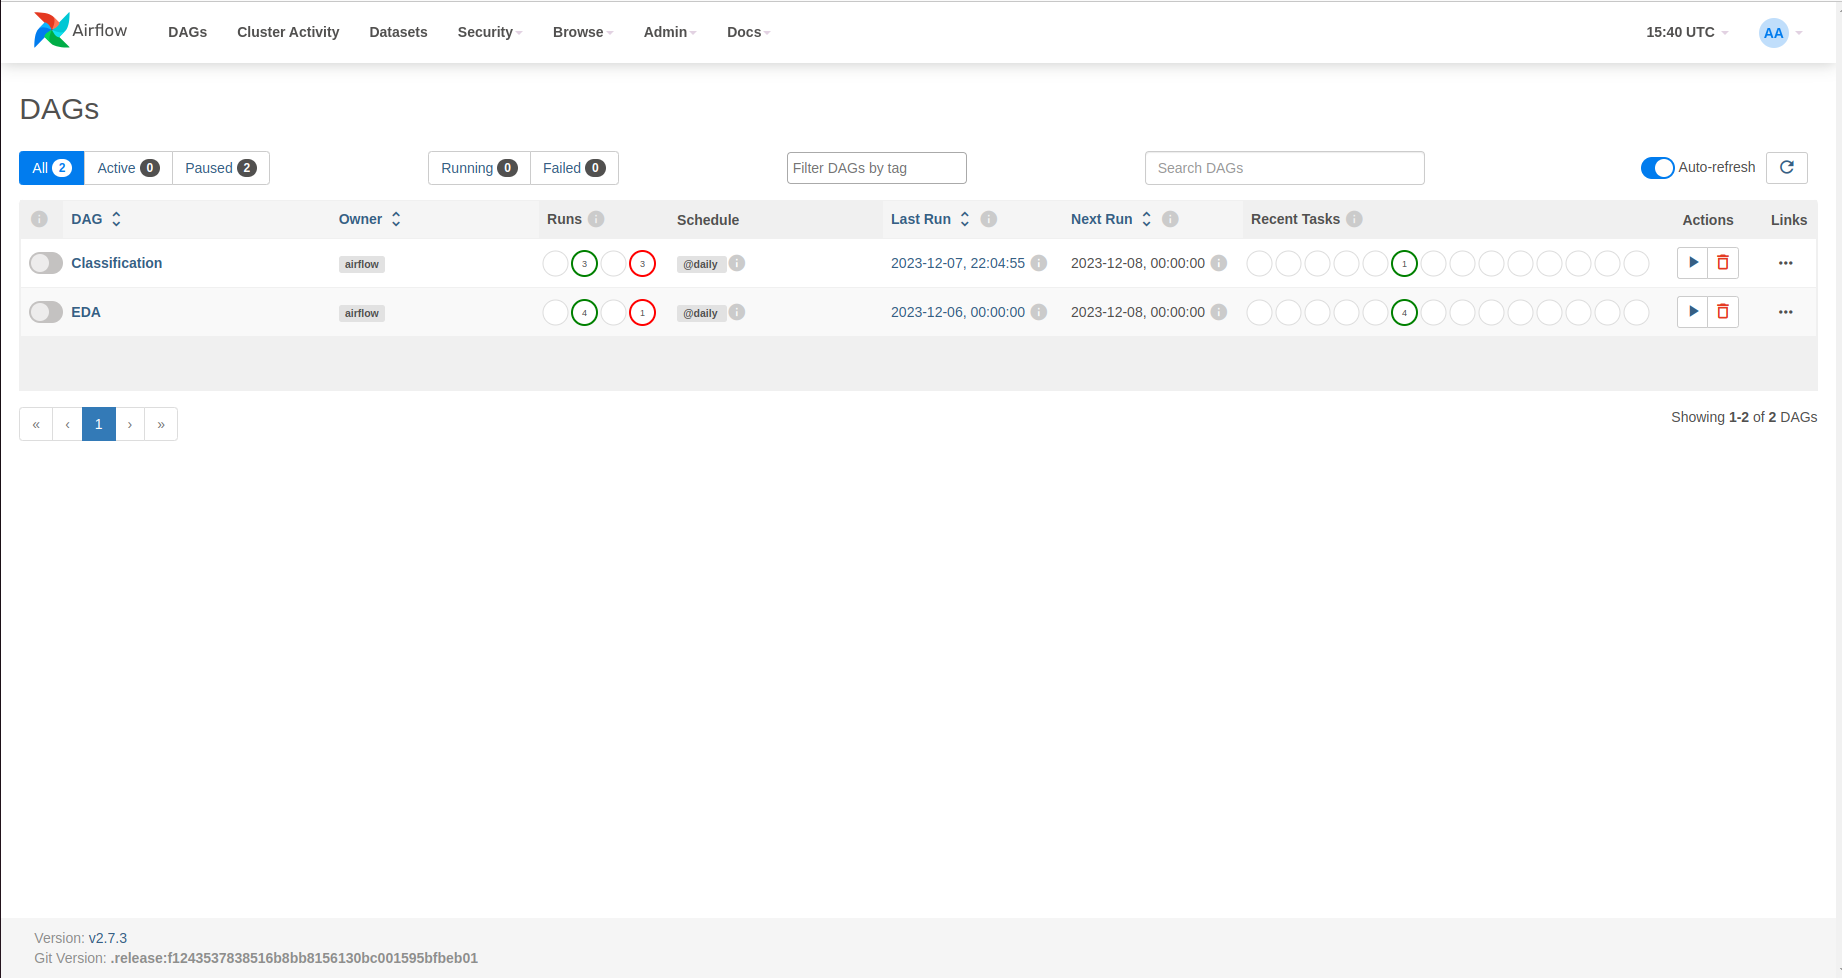 Airflow DAGs Cluster Activity Datasets Security Browse Admin Docs 15:40 UTC AA
DAGs
All 2 Active 0 Paused 2 Running 0 Failed 0 Filter DAGs by tag Search DAGs Auto-refresh
i DAG Owner Runs i Schedule Last Run i Next Run i Recent Tasks i Actions Links
Classification airflow 3 3 @daily i 2023-12-07, 22:04:55 i 2023-12-08, 00:00:00 i 1 ...
EDA airflow 4 1 @daily i 2023-12-06, 00:00:00 i 2023-12-08, 00:00:00 i 4 ...
« ‹ 1 › » Showing 1-2 of 2 DAGs
Version: v2.7.3
Git Version: .release:f1243537838516b8bb8156130bc001595bfbeb01